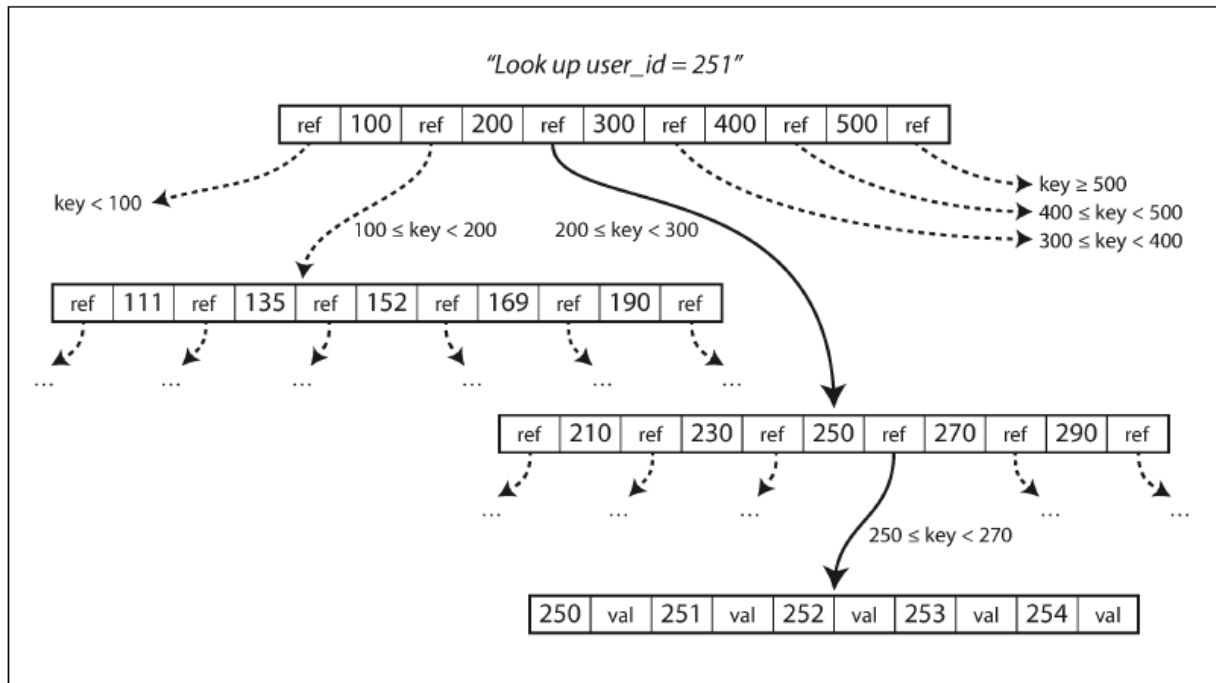 “Look up user_id = 251”
ref 100 ref 200 ref 300 ref 400 ref 500 ref
key < 100
key ≥ 500
400 ≤ key < 500
300 ≤ key < 400
100 ≤ key < 200
200 ≤ key < 300
ref 111 ref 135 ref 152 ref 169 ref 190 ref
... ... ... ... ... ...
ref 210 ref 230 ref 250 ref 270 ref 290 ref
... ... ... ... ...
250 ≤ key < 270
250 val 251 val 252 val 253 val 254 val